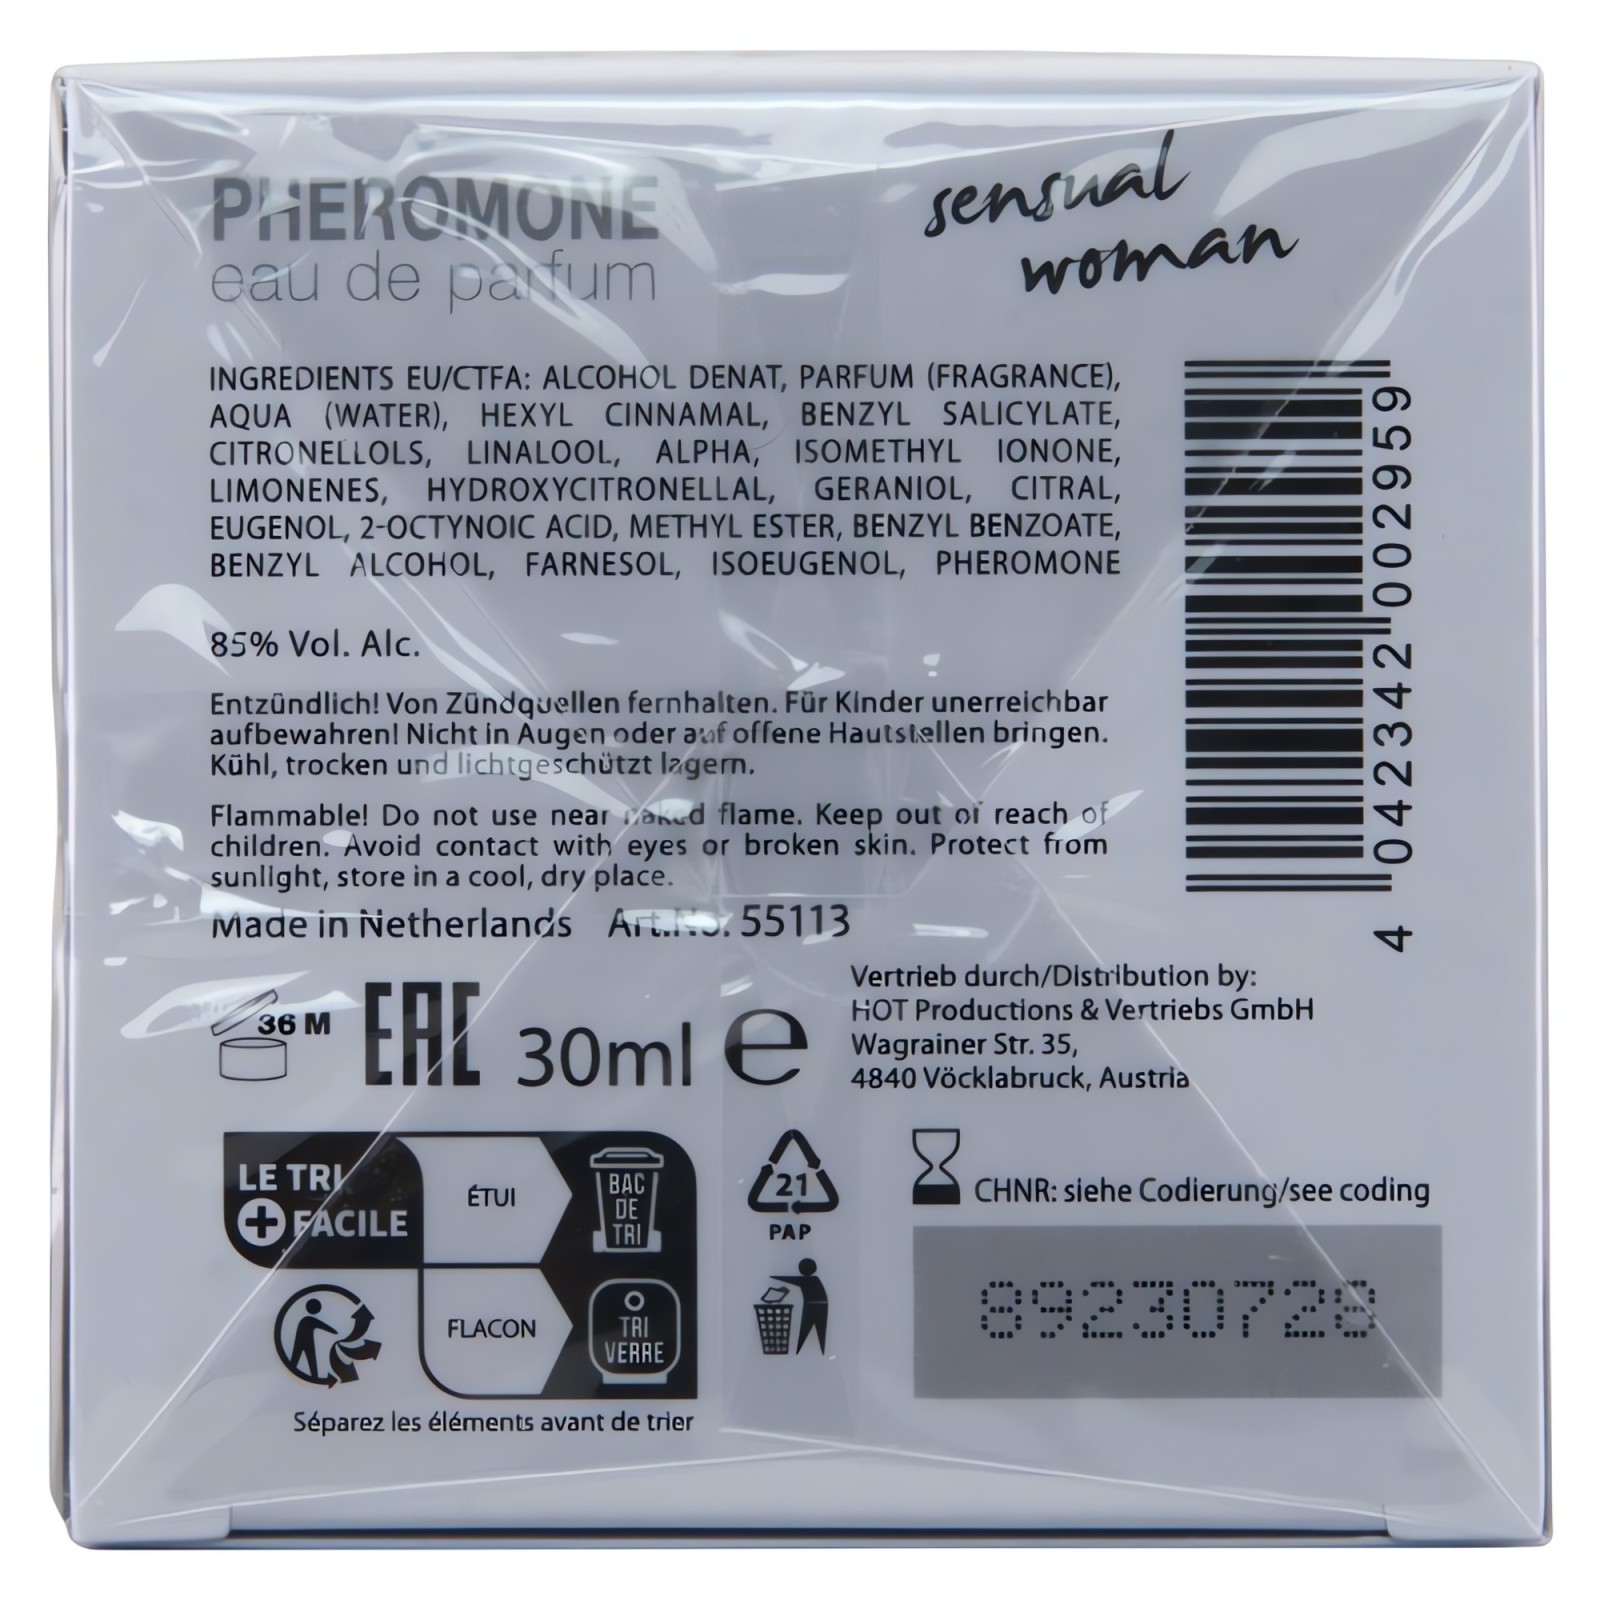 PHEROMONE
eau de parfum
sensual
woman
INGREDIENTS EU/CTFA: ALCOHOL DENAT, PARFUM (FRAGRANCE),
AQUA (WATER), HEXYL CINNAMAL, BENZYL SALICYLATE,
CITRONELLOLS, LINALOOL, ALPHA, ISOMETHYL IONONE,
LIMONENES, HYDROXYCITRONELLAL, GERANIOL, CITRAL,
EUGENOL, 2-OCTYNOIC ACID, METHYL ESTER, BENZYL BENZOATE,
BENZYL ALCOHOL, FARNESOL, ISOEUGENOL, PHEROMONE
85% Vol. Alc.
Entzündlich! Von Zündquellen fernhalten. Für Kinder unerreichbar
aufbewahren! Nicht in Augen oder auf offene Hautstellen bringen.
Kühl, trocken und lichtgeschützt lagern.
Flammable! Do not use near naked flame. Keep out of reach of
children. Avoid contact with eyes or broken skin. Protect from
sunlight, store in a cool, dry place.
Made in Netherlands Art.No. 55113
4 042342 002959
36 M
EAC
30ml e
Vertrieb durch/Distribution by:
HOT Productions & Vertriebs GmbH
Wagrainer Str. 35,
4840 Vöcklabruck, Austria
LE TRI
+ FACILE
ÉTUI
BAC
DE
TRI
FLACON
TRI
VERRE
Séparez les éléments avant de trier
21
PAP
CHNR: siehe Codierung/see coding
89230728